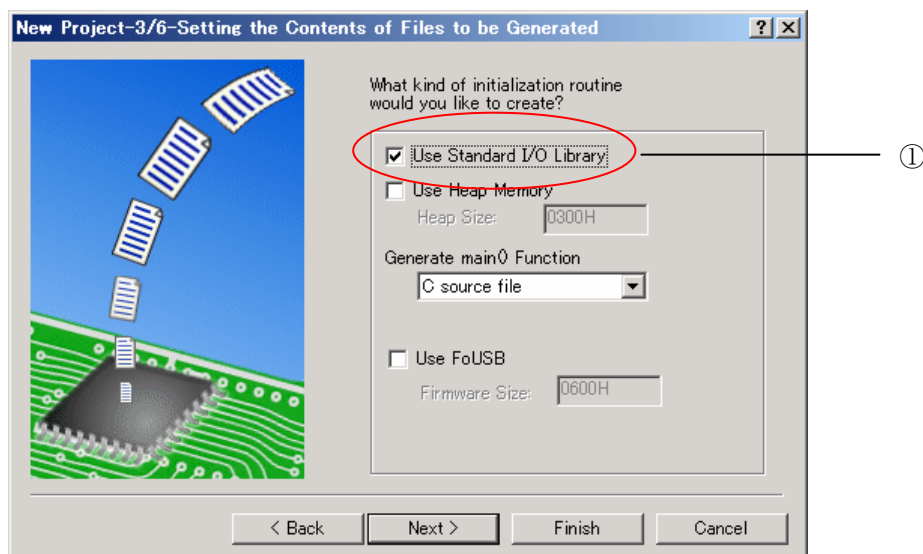 New Project-3/6-Setting the Contents of Files to be Generated
What kind of initialization routine
would you like to create?
Use Standard I/O Library
①
Use Heap Memory
Heap Size: 0300H
Generate main() Function
C source file
Use FoUSB
Firmware Size: 0600H
< Back Next > Finish Cancel